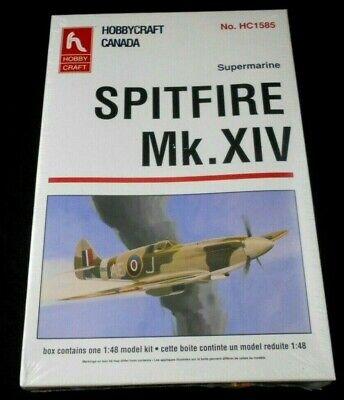 HOBBYCRAFT
CANADA
No. HC1585
h
HOBBY
CRAFT
Supermarine
SPITFIRE
Mk.XIV
J
box contains one 1:48 model kit • cette boite continte un model reduite 1:48